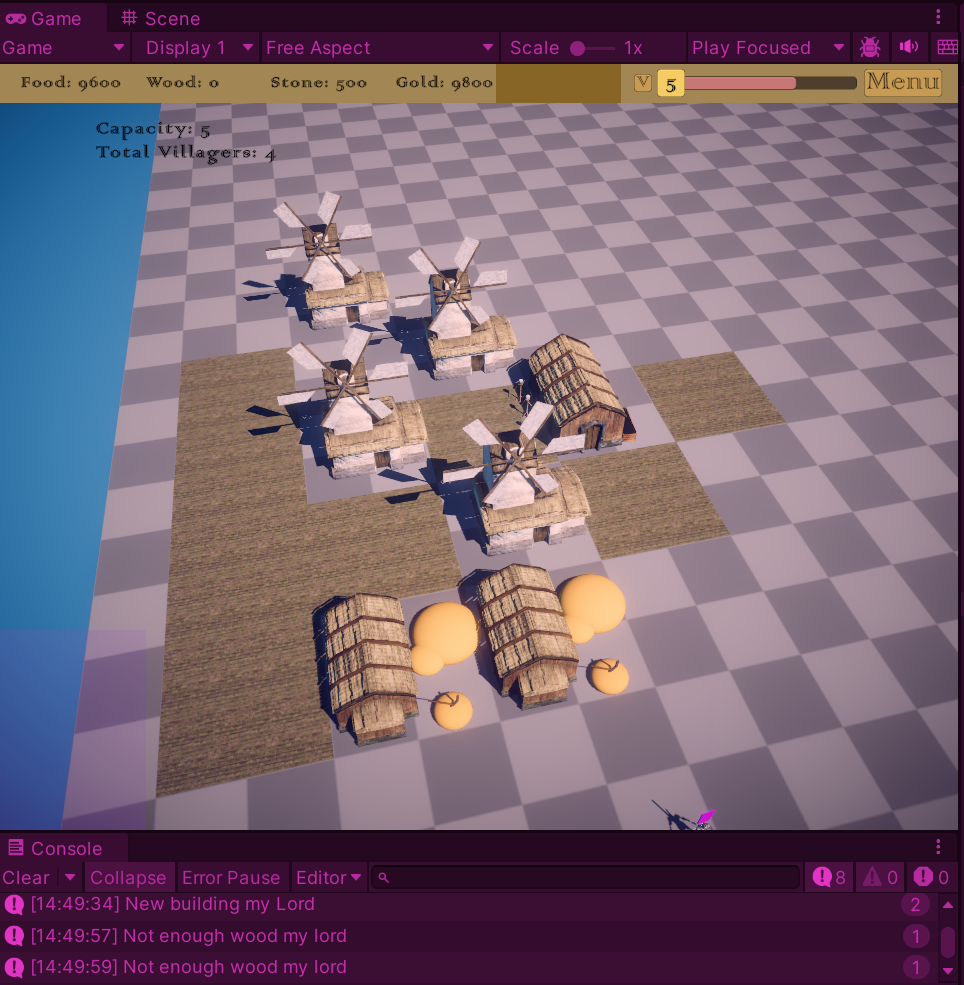 Game
Scene
Game Display 1 Free Aspect Scale 1x Play Focused
Food: 9600 Wood: 0 Stone: 500 Gold: 9800 V 5 Menu
Capacity: 5
Total Villagers: 4
Console
Clear Collapse Error Pause Editor 8 0 0
[14:49:34] New building my Lord 2
[14:49:57] Not enough wood my lord 1
[14:49:59] Not enough wood my lord 1